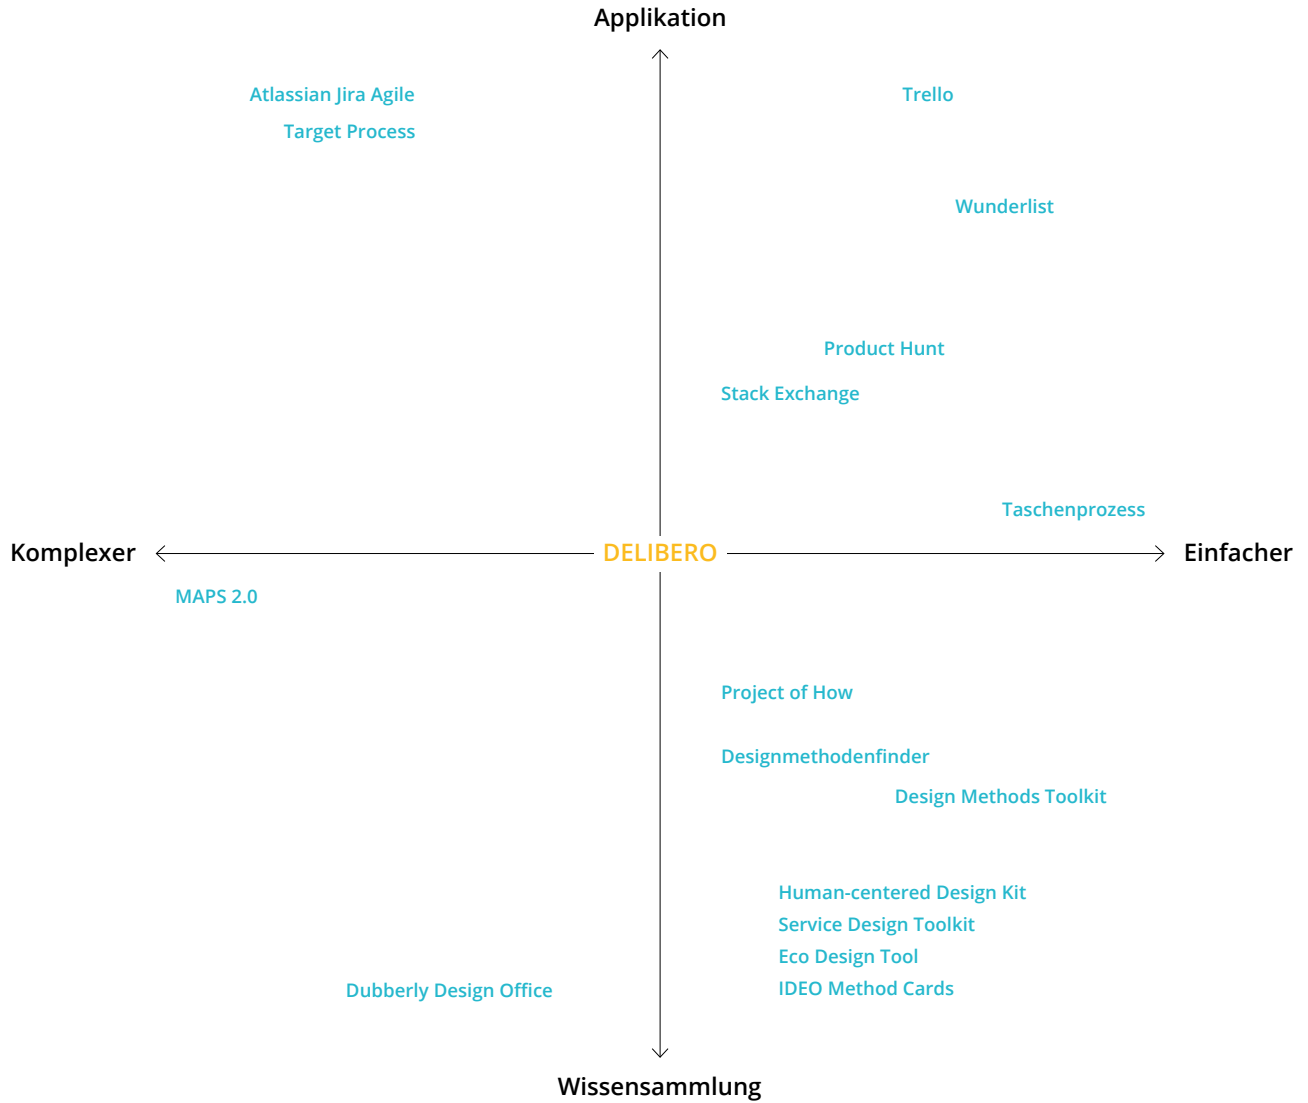 Applikation
Atlassian Jira Agile
Trello
Target Process
Wunderlist
Product Hunt
Stack Exchange
Taschenprozess
Komplexer
DELIBERO
Einfacher
MAPS 2.0
Project of How
Designmethodenfinder
Design Methods Toolkit
Human-centered Design Kit
Service Design Toolkit
Eco Design Tool
IDEO Method Cards
Dubberly Design Office
Wissensammlung